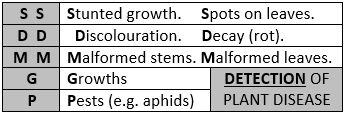 S S Stunted growth. Spots on leaves.
D D Discolouration. Decay (rot).
M M Malformed stems. Malformed leaves.
G Growths
P Pests (e.g. aphids)
DETECTION OF
PLANT DISEASE